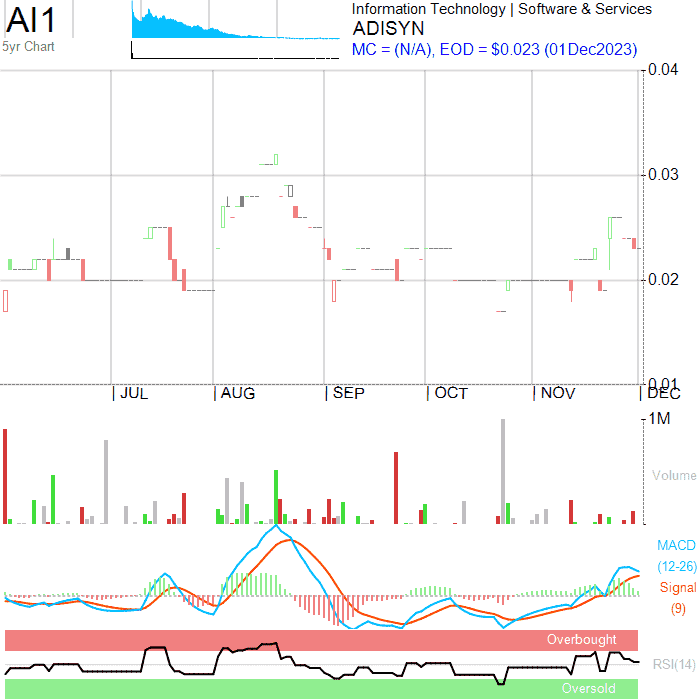 AI1
5yr Chart
Information Technology | Software & Services
ADISYN
MC = (N/A), EOD = $0.023 (01Dec2023)
0.04
0.03
0.02
0.01
JUL AUG SEP OCT NOV DEC
1M
Volume
MACD
(12-26)
Signal
(9)
Overbought
RSI(14)
Oversold